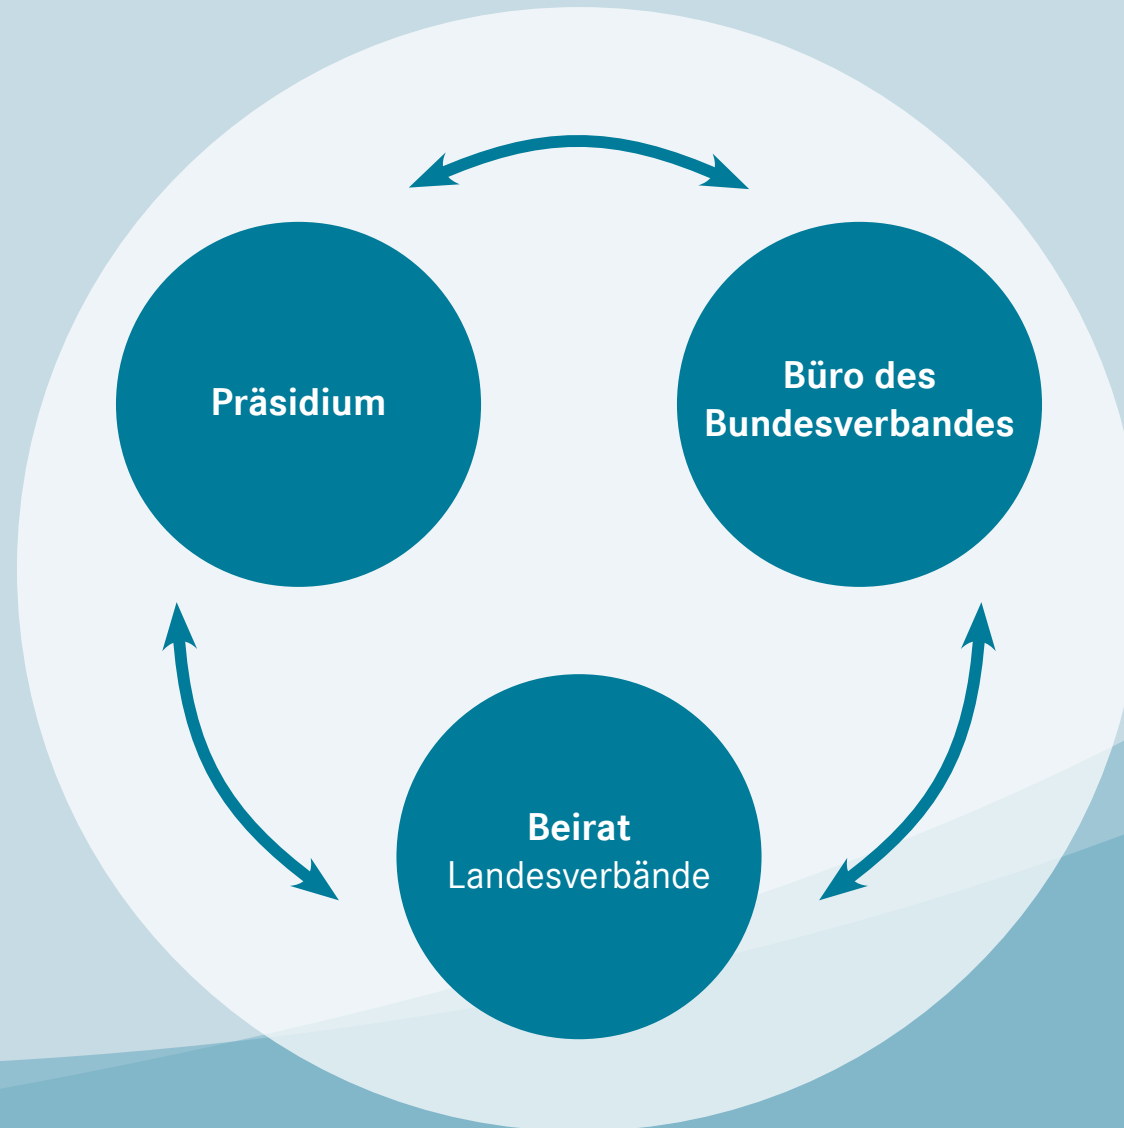 Präsidium
Büro des
Bundesverbandes
Beirat
Landesverbände